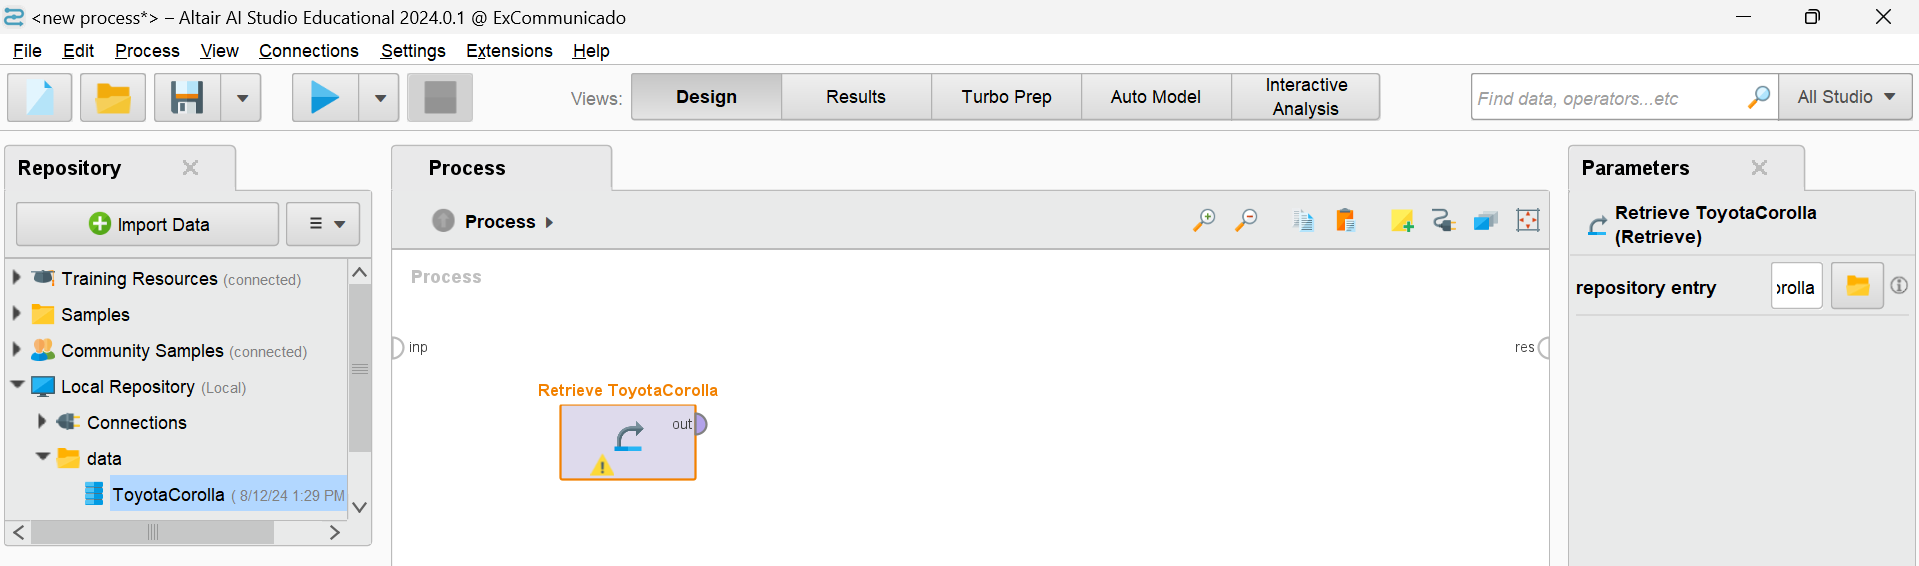 <new process*> – Altair AI Studio Educational 2024.0.1 @ ExCommunicado
File Edit Process View Connections Settings Extensions Help
Views: Design Results Turbo Prep Auto Model Interactive Analysis
Find data, operators...etc All Studio
Repository
Import Data
Training Resources (connected)
Samples
Community Samples (connected)
Local Repository (Local)
Connections
data
ToyotaCorolla ( 8/12/24 1:29 PM
Process
Process
Process
inp
res
Retrieve ToyotaCorolla
out
Parameters
Retrieve ToyotaCorolla
(Retrieve)
repository entry
rolla